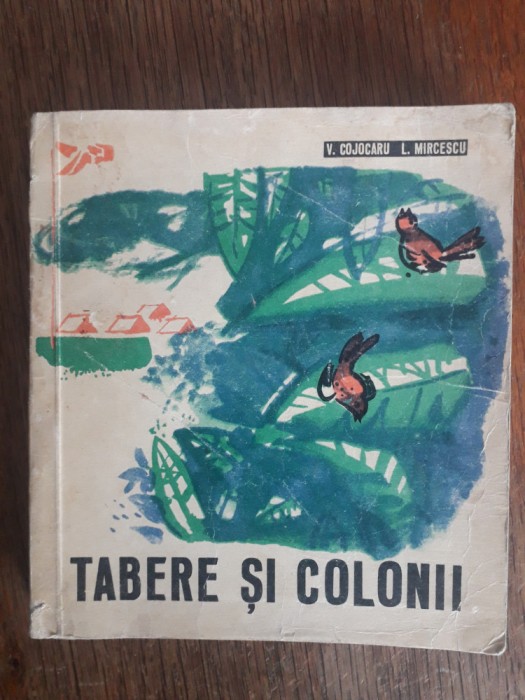 V. COJOCARU L. MIRCESCU
TABERE ȘI COLONII